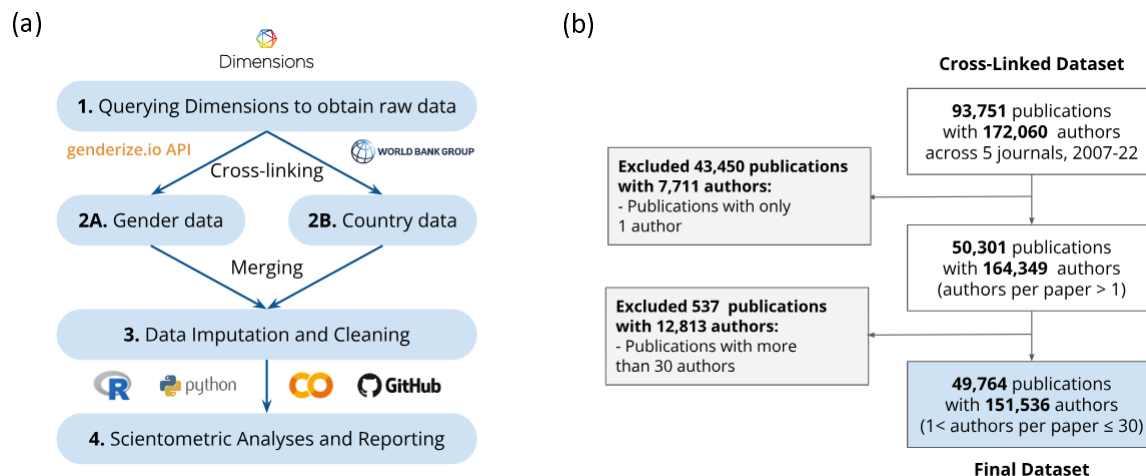 (a)
Dimensions
1. Querying Dimensions to obtain raw data
genderize.io API
WORLD BANK GROUP
Cross-linking
2A. Gender data
2B. Country data
Merging
3. Data Imputation and Cleaning
R
python
CO
GitHub
4. Scientometric Analyses and Reporting
(b)
Cross-Linked Dataset
93,751 publications
with 172,060 authors
across 5 journals, 2007-22
Excluded 43,450 publications
with 7,711 authors:
- Publications with only
1 author
50,301 publications
with 164,349 authors
(authors per paper > 1)
Excluded 537 publications
with 12,813 authors:
- Publications with more
than 30 authors
49,764 publications
with 151,536 authors
(1< authors per paper ≤ 30)
Final Dataset